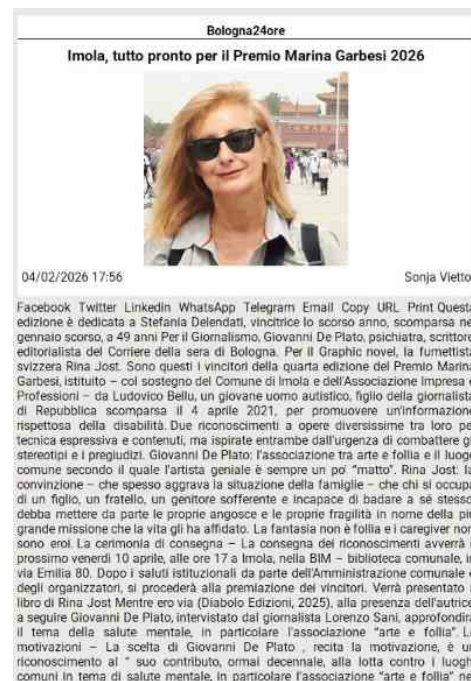 Bologna24ore
Imola, tutto pronto per il Premio Marina Garbesi 2026
04/02/2026 17:56
Sonja Vietto
Facebook Twitter Linkedin WhatsApp Telegram Email Copy URL Print Questa
edizione è dedicata a Stefania Delendati, vincitrice lo scorso anno, scomparsa nel
gennaio scorso, a 49 anni Per il Giornalismo, Giovanni De Plato, psichiatra, scrittore
editorialista del Corriere della sera di Bologna. Per il Graphic novel, la fumettista
svizzera Rina Jost. Sono questi i vincitori della quarta edizione del Premio Marina
Garbesi, istituito – col sostegno del Comune di Imola e dell'Associazione Impresa e
Professioni – da Ludovico Bellu, un giovane uomo autistico, figlio della giornalista
di Repubblica scomparsa il 4 aprile 2021, per promuovere un'informazione
rispettosa della disabilità. Due riconoscimenti a opere diversissime tra loro per
tecnica espressiva e contenuti, ma ispirate entrambe dall'urgenza di combattere gli
stereotipi e i pregiudizi. Giovanni De Plato: l'associazione tra arte e follia e il luogo
comune secondo il quale l'artista geniale è sempre un po' "matto". Rina Jost: la
convinzione – che spesso aggrava la situazione della famiglie – che chi si occupa
di un figlio, un fratello, un genitore sofferente e incapace di badare a sé stesso
debba mettere da parte le proprie angosce e le proprie fragilità in nome della più
grande missione che la vita gli ha affidato. La fantasia non è follia e i caregiver non
sono eroi. La cerimonia di consegna – La consegna dei riconoscimenti avverrà il
prossimo venerdì 10 aprile, alle ore 17 a Imola, nella BIM – biblioteca comunale, in
via Emilia 80. Dopo i saluti istituzionali da parte dell'Amministrazione comunale e
degli organizzatori, si procederà alla premiazione dei vincitori. Verrà presentato il
libro di Rina Jost Mentre ero via (Diabolo Edizioni, 2025), alla presenza dell'autrice
a seguire Giovanni De Plato, intervistato dal giornalista Lorenzo Sani, approfondirà
il tema della salute mentale, in particolare l'associazione "arte e follia". Le
motivazioni – La scelta di Giovanni De Plato , recita la motivazione, è un
riconoscimento al " suo contributo, ormai decennale, alla lotta contro i luoghi
comuni in tema di salute mentale, in particolare l'associazione "arte e follia" nel